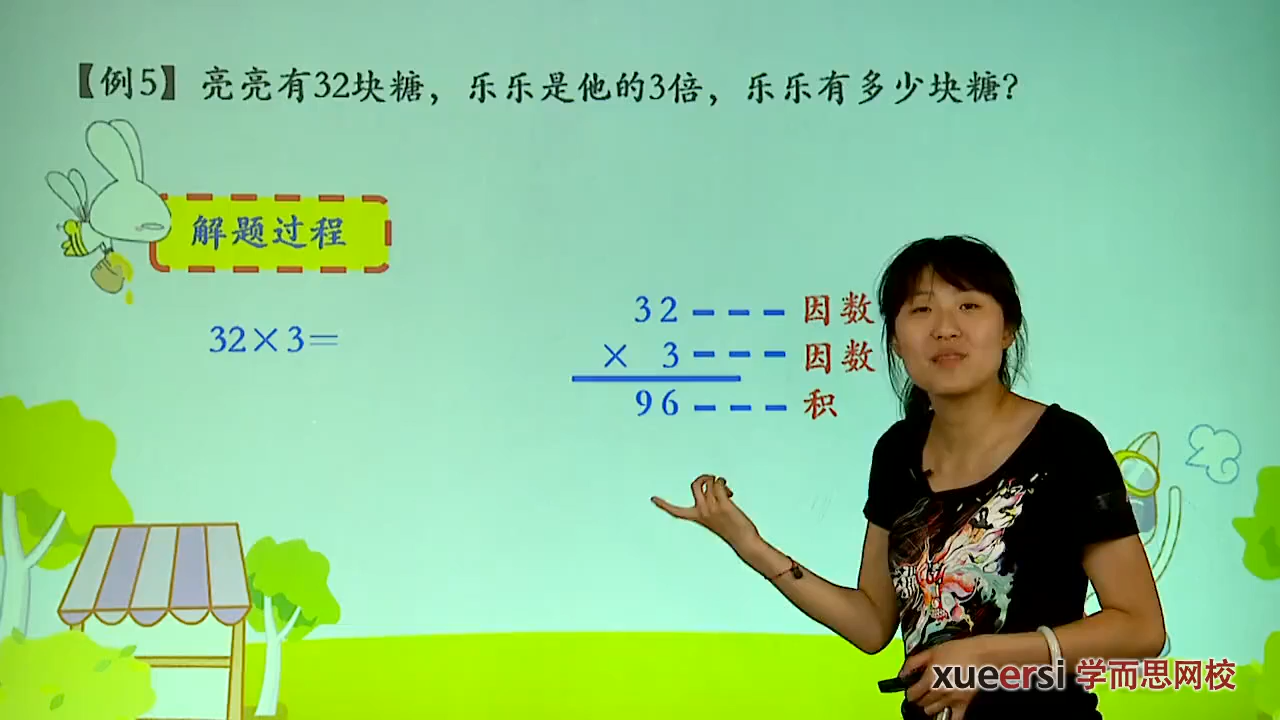 【例5】亮亮有32块糖，乐乐是他的3倍，乐乐有多少块糖？
解题过程
32×3=
32 --- 因数
× 3 --- 因数
96 --- 积
xueersi 学而思网校